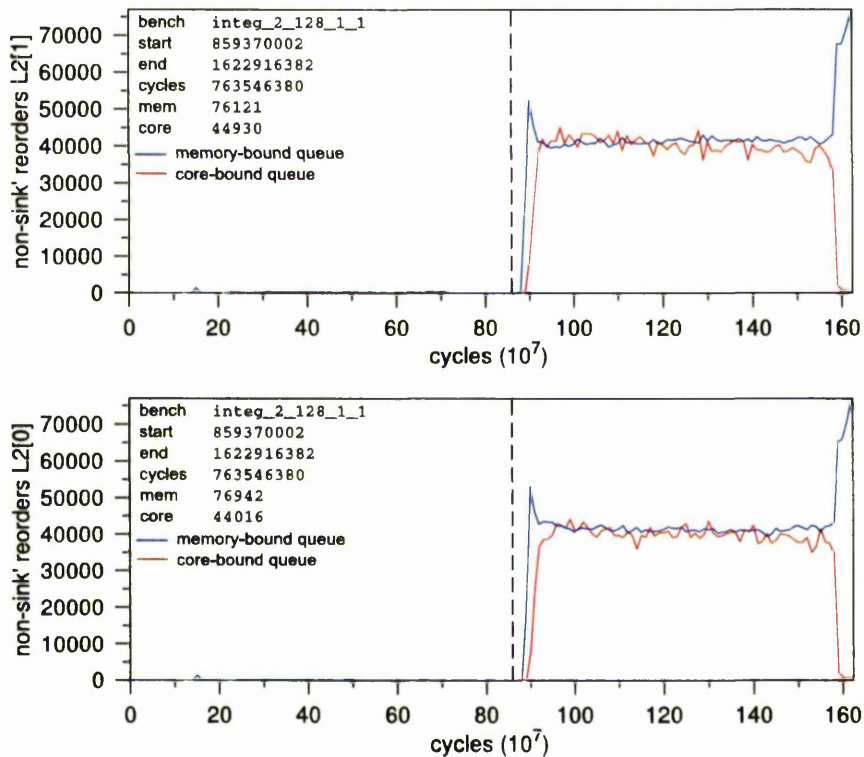 non-sink' reorders L2[1]
70000
60000
50000
40000
30000
20000
10000
0
bench integ_2_128_1_1
start 859370002
end 1622916382
cycles 763546380
mem 76121
core 44930
memory-bound queue
core-bound queue
0 20 40 60 80 100 120 140 160
cycles (10^7)
non-sink' reorders L2[0]
70000
60000
50000
40000
30000
20000
10000
0
bench integ_2_128_1_1
start 859370002
end 1622916382
cycles 763546380
mem 76942
core 44016
memory-bound queue
core-bound queue
0 20 40 60 80 100 120 140 160
cycles (10^7)